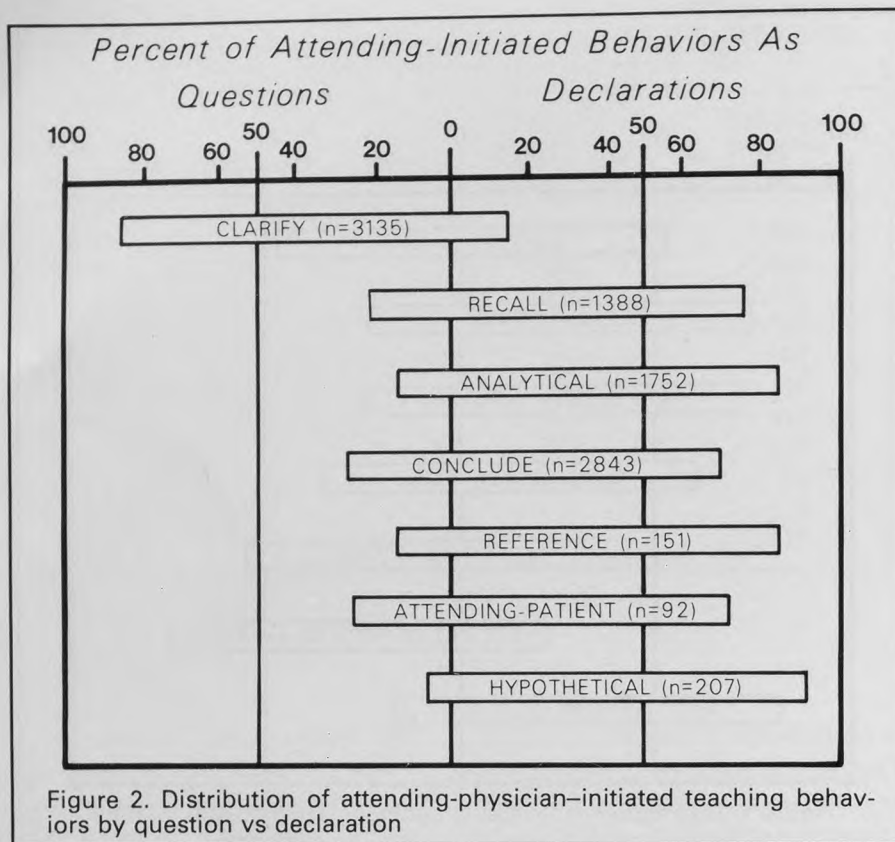 Percent of Attending-Initiated Behaviors As
Questions Declarations
100 80 60 50 40 20 0 20 40 50 60 80 100
CLARIFY (n=3135)
RECALL (n=1388)
ANALYTICAL (n=1752)
CONCLUDE (n=2843)
REFERENCE (n=151)
ATTENDING-PATIENT (n=92)
HYPOTHETICAL (n=207)
Figure 2. Distribution of attending-physician–initiated teaching behav-
iors by question vs declaration